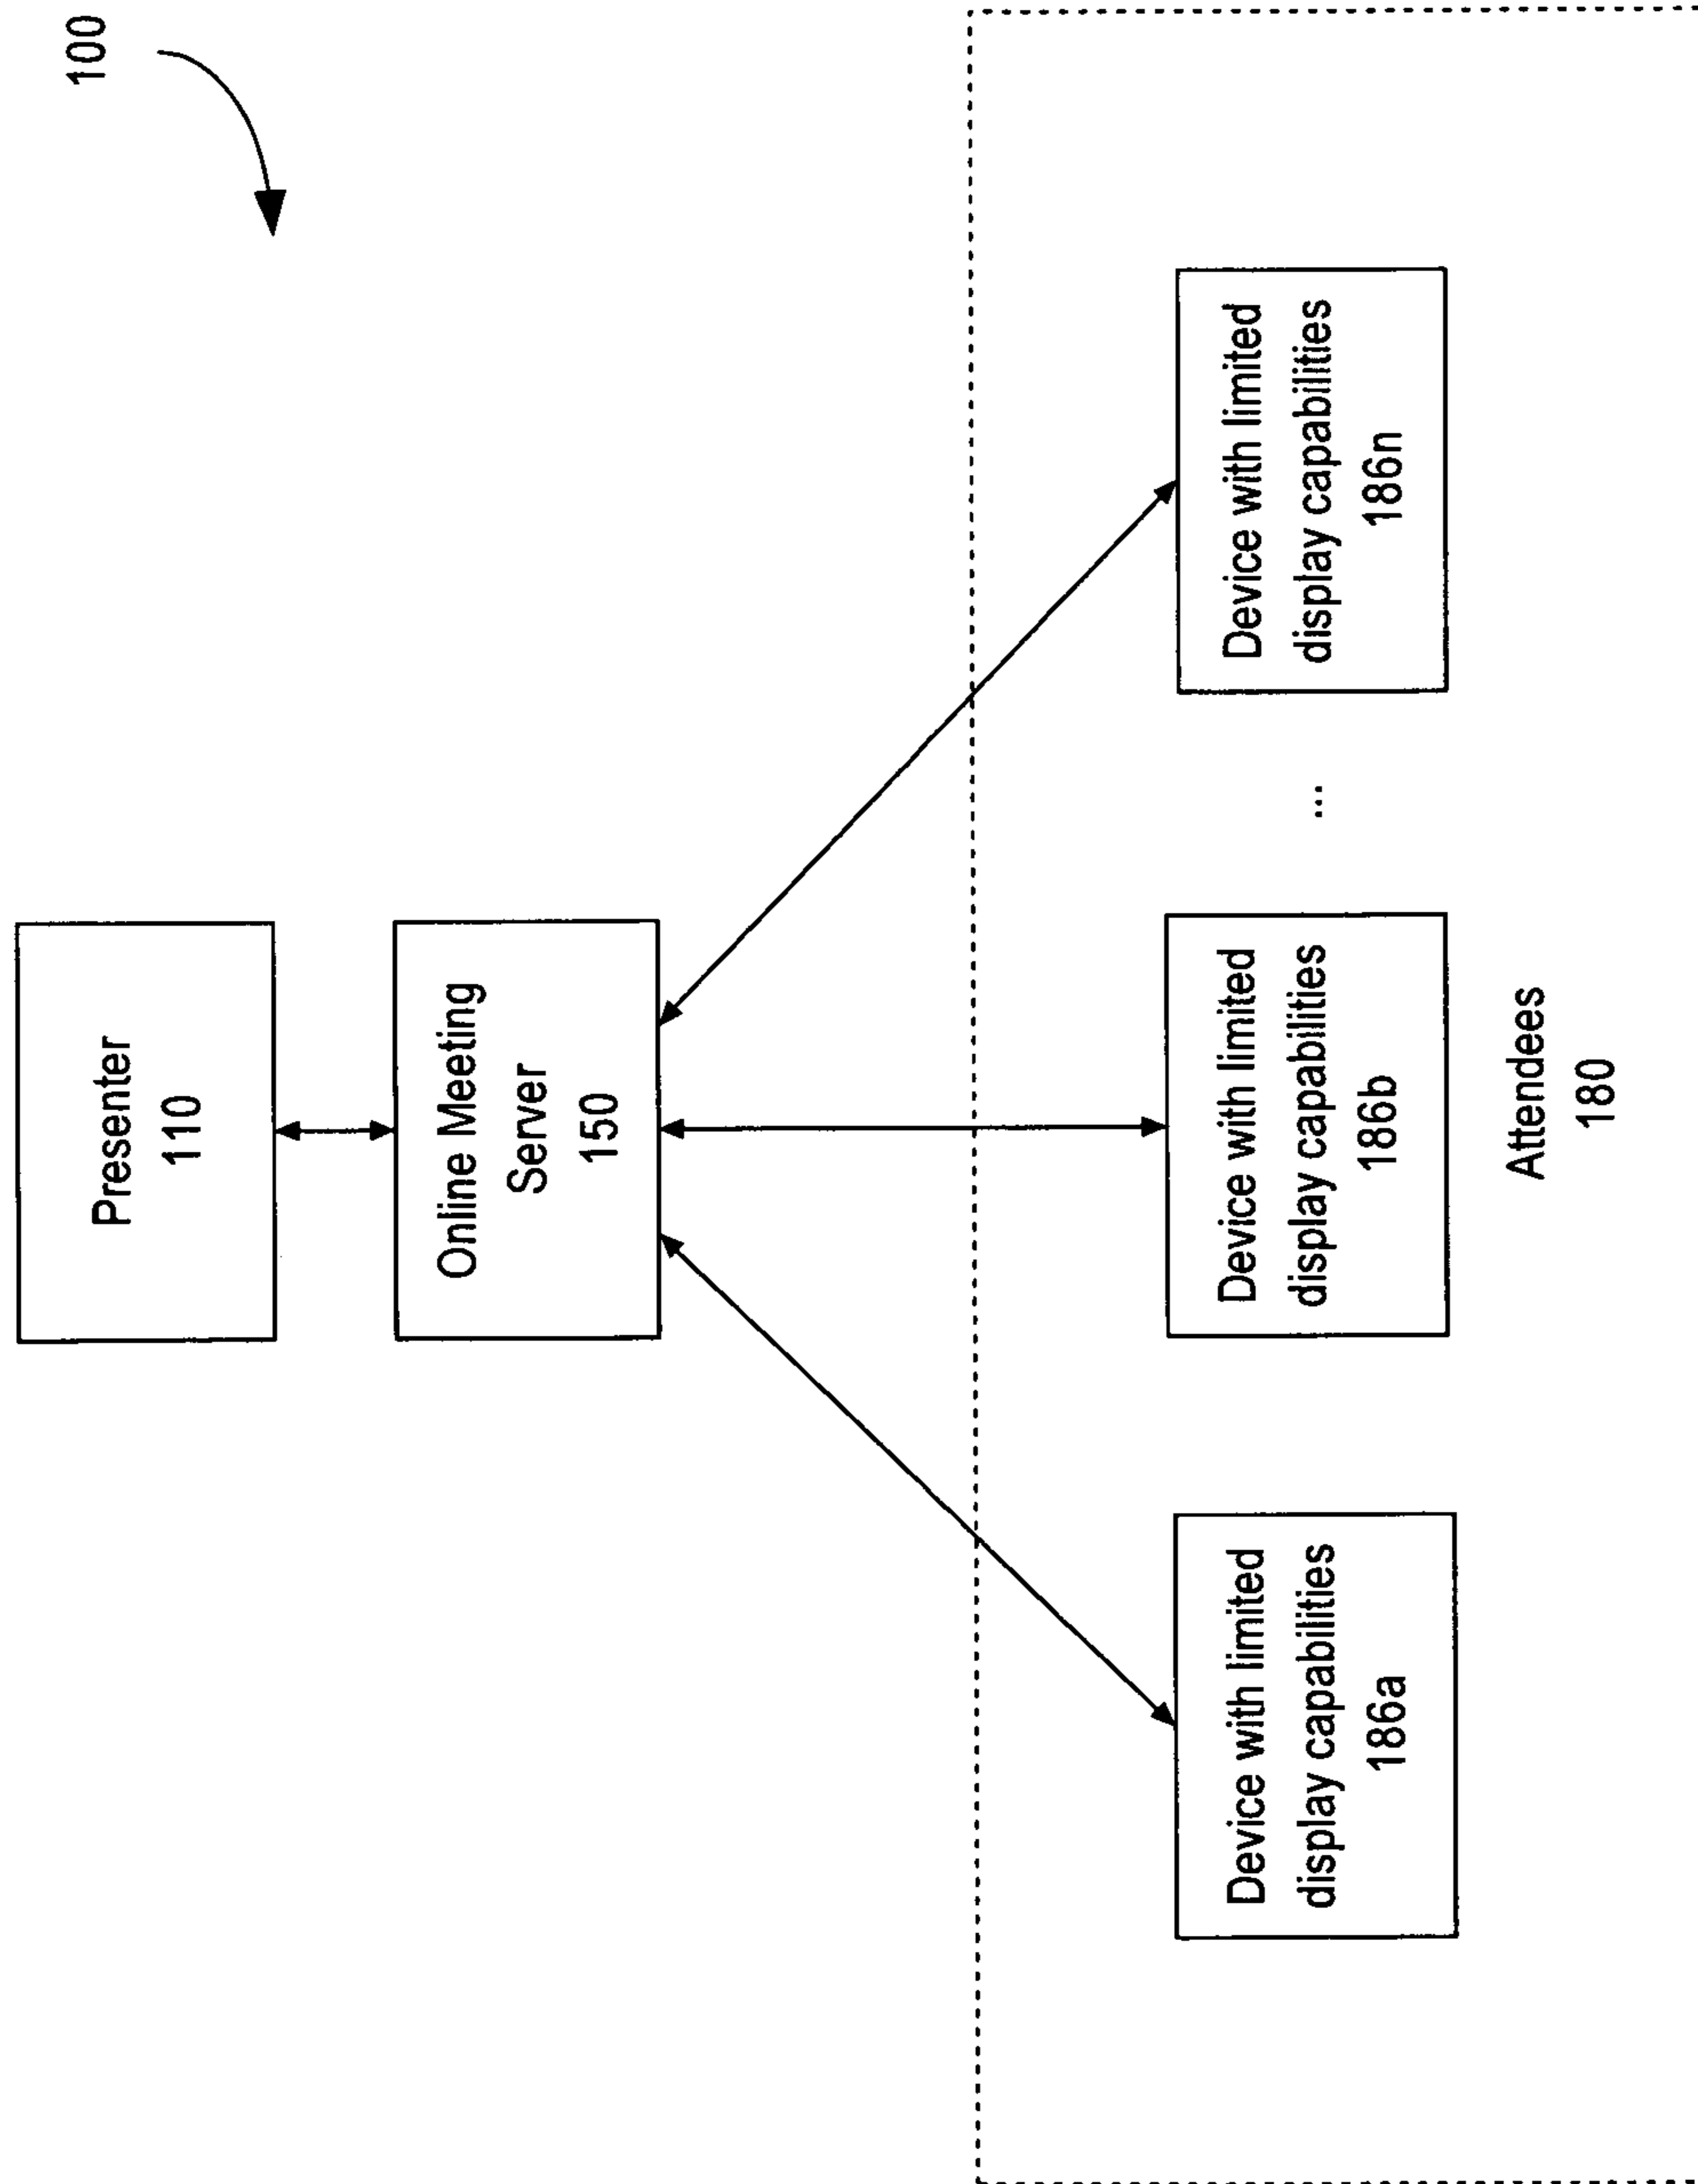 100
Presenter
110
Online Meeting
Server
150
Device with limited
display capabilities
186a
Device with limited
display capabilities
186b
...
Device with limited
display capabilities
186n
Attendees
180